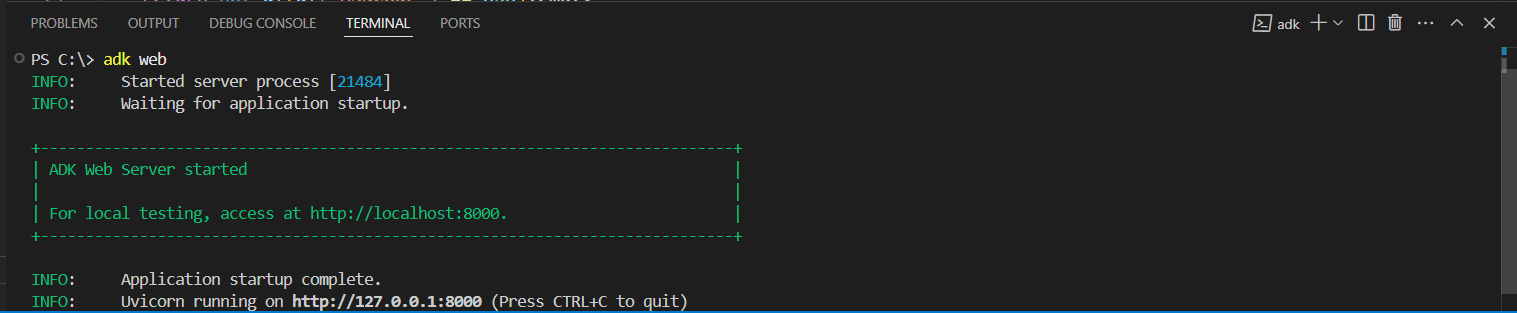 PROBLEMS OUTPUT DEBUG CONSOLE TERMINAL PORTS adk
PS C:\> adk web
INFO: Started server process [21484]
INFO: Waiting for application startup.
+-----------------------------------------------------------------------------+
| ADK Web Server started |
| |
| For local testing, access at http://localhost:8000. |
+-----------------------------------------------------------------------------+
INFO: Application startup complete.
INFO: Uvicorn running on http://127.0.0.1:8000 (Press CTRL+C to quit)